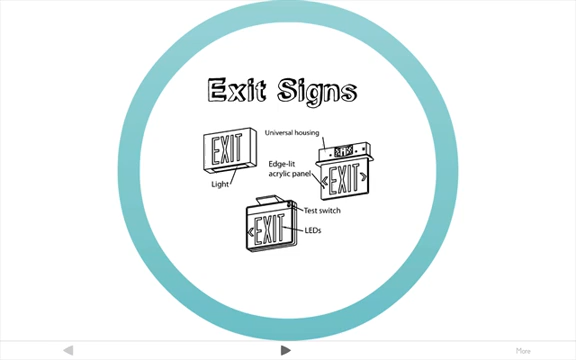 Exit Signs
Universal housing
EXIT
Edge-lit
acrylic panel
EXIT
Light
Test switch
EXIT
LEDs
More